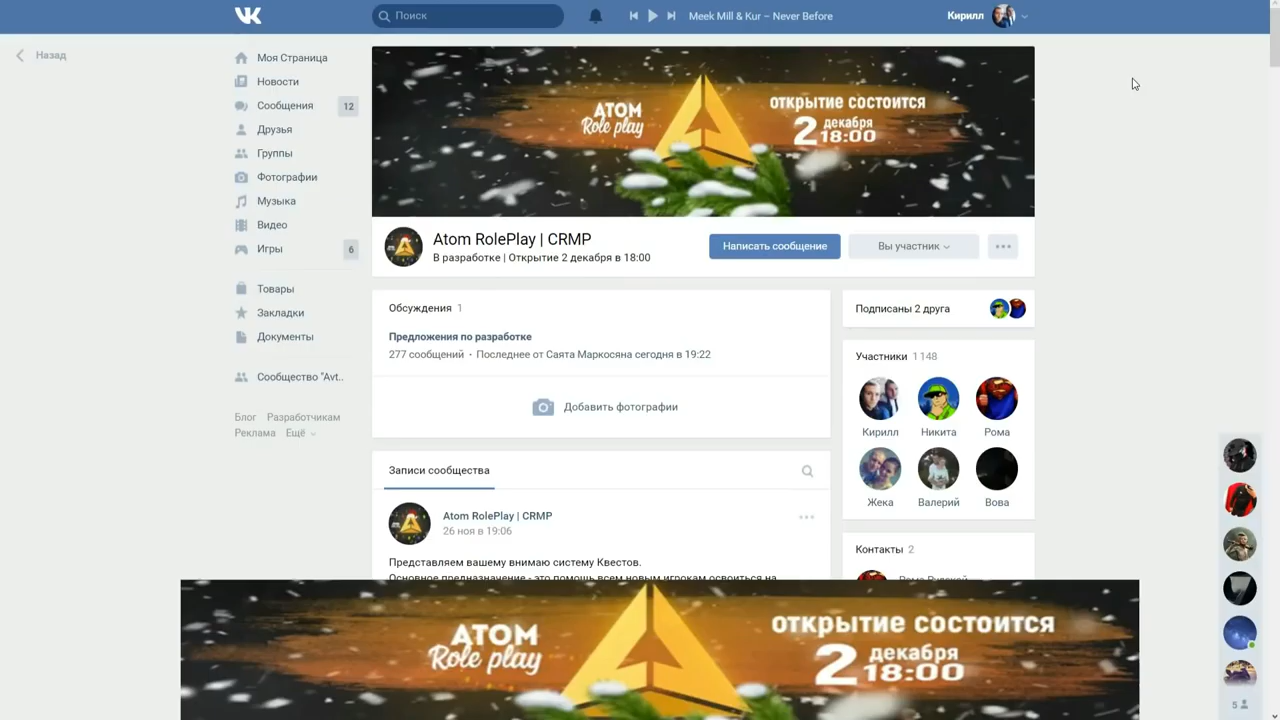 Поиск
Meek Mill & Kur – Never Before
Кирилл
Назад
Моя Страница
Новости
Сообщения 12
Друзья
Группы
Фотографии
Музыка
Видео
Игры 6
Товары
Закладки
Документы
Сообщество "Avt..
Блог Разработчикам
Реклама Ещё
ATOM
Role play
ОТКРЫТИЕ СОСТОИТСЯ
2 декабря
18:00
Atom RolePlay | CRMP
В разработке | Открытие 2 декабря в 18:00
Написать сообщение
Вы участник
Обсуждения 1
Предложения по разработке
277 сообщений · Последнее от Саята Маркосяна сегодня в 19:22
Добавить фотографии
Записи сообщества
Atom RolePlay | CRMP
26 ноя в 19:06
Представляем вашему внимаю систему Квестов.
Основное предназначение - это помощь всем новым игрокам освоиться на
Подписаны 2 друга
Участники 1 148
Кирилл Никита Рома
Жека Валерий Вова
Контакты 2
5
ATOM
Role play
ОТКРЫТИЕ СОСТОИТСЯ
2 декабря
18:00